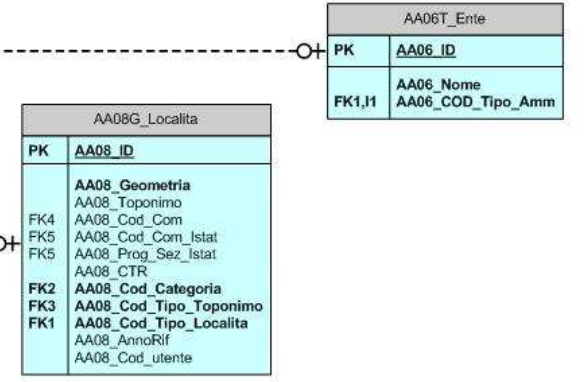 AA06T_Ente
PK AA06_ID
AA06_Nome
FK1,I1 AA06_COD_Tipo_Amm
AA08G_Localita
PK AA08_ID
AA08_Geometria
AA08_Toponimo
FK4 AA08_Cod_Com
FK5 AA08_Cod_Com_Istat
FK5 AA08_Prog_Sez_Istat
AA08_CTR
FK2 AA08_Cod_Categoria
FK3 AA08_Cod_Tipo_Toponimo
FK1 AA08_Cod_Tipo_Localita
AA08_AnnoRif
AA08_Cod_utente